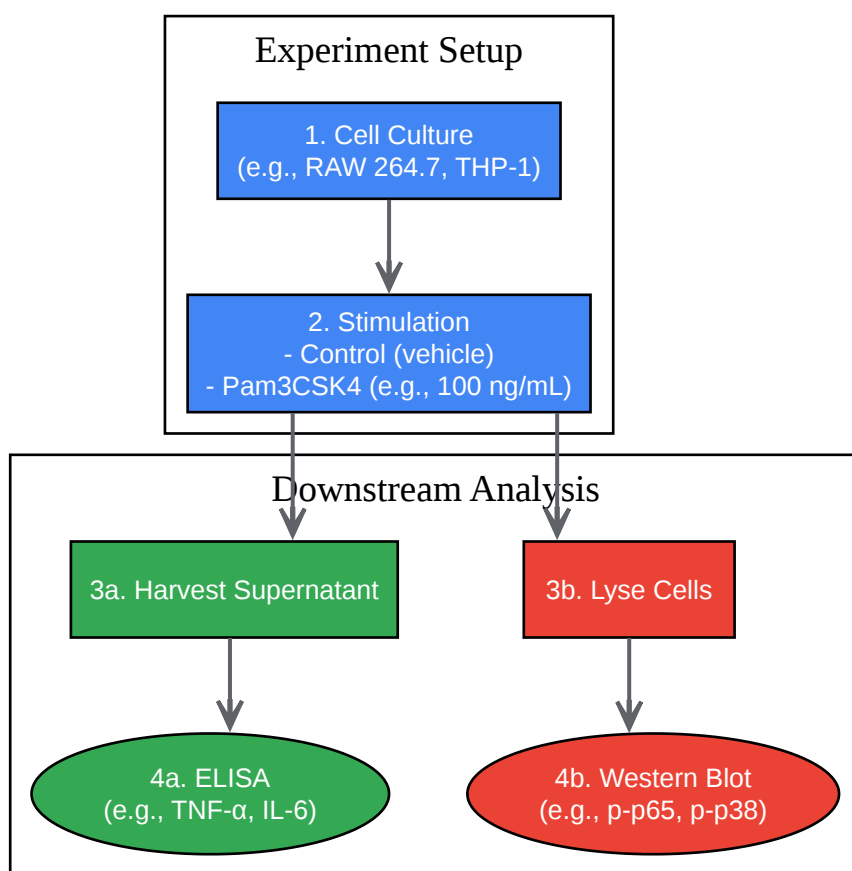 Experiment Setup
1. Cell Culture
(e.g., RAW 264.7, THP-1)
2. Stimulation
- Control (vehicle)
- Pam3CSK4 (e.g., 100 ng/mL)
Downstream Analysis
3a. Harvest Supernatant
3b. Lyse Cells
4a. ELISA
(e.g., TNF-α, IL-6)
4b. Western Blot
(e.g., p-p65, p-p38)